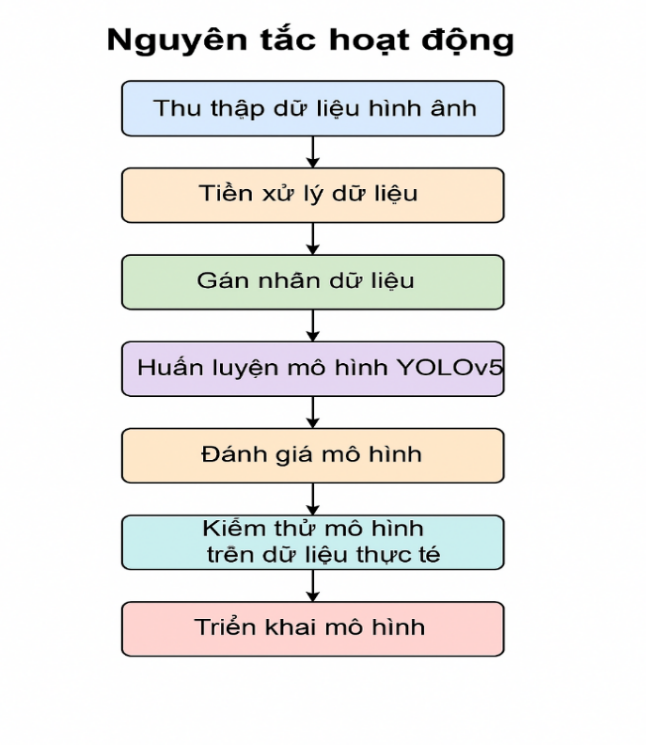 Nguyên tắc hoạt động
Thu thập dữ liệu hình ảnh
Tiền xử lý dữ liệu
Gán nhãn dữ liệu
Huấn luyện mô hình YOLOv5
Đánh giá mô hình
Kiểm thử mô hình
trên dữ liệu thực té
Triển khai mô hình